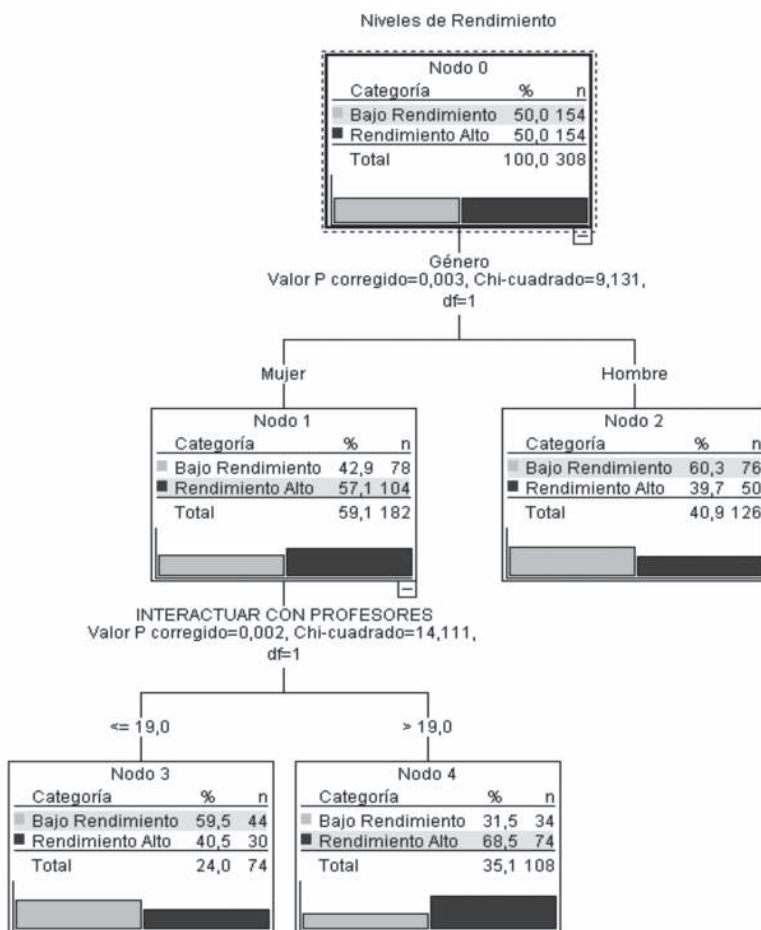 Niveles de Rendimiento
Nodo 0
Categoría % n
Bajo Rendimiento 50,0 154
Rendimiento Alto 50,0 154
Total 100,0 308
Género
Valor P corregido=0,003, Chi-cuadrado=9,131,
df=1
Mujer
Hombre
Nodo 1
Categoría % n
Bajo Rendimiento 42,9 78
Rendimiento Alto 57,1 104
Total 59,1 182
Nodo 2
Categoría % n
Bajo Rendimiento 60,3 76
Rendimiento Alto 39,7 50
Total 40,9 126
INTERACTUAR CON PROFESORES
Valor P corregido=0,002, Chi-cuadrado=14,111,
df=1
<= 19,0
> 19,0
Nodo 3
Categoría % n
Bajo Rendimiento 59,5 44
Rendimiento Alto 40,5 30
Total 24,0 74
Nodo 4
Categoría % n
Bajo Rendimiento 31,5 34
Rendimiento Alto 68,5 74
Total 35,1 108